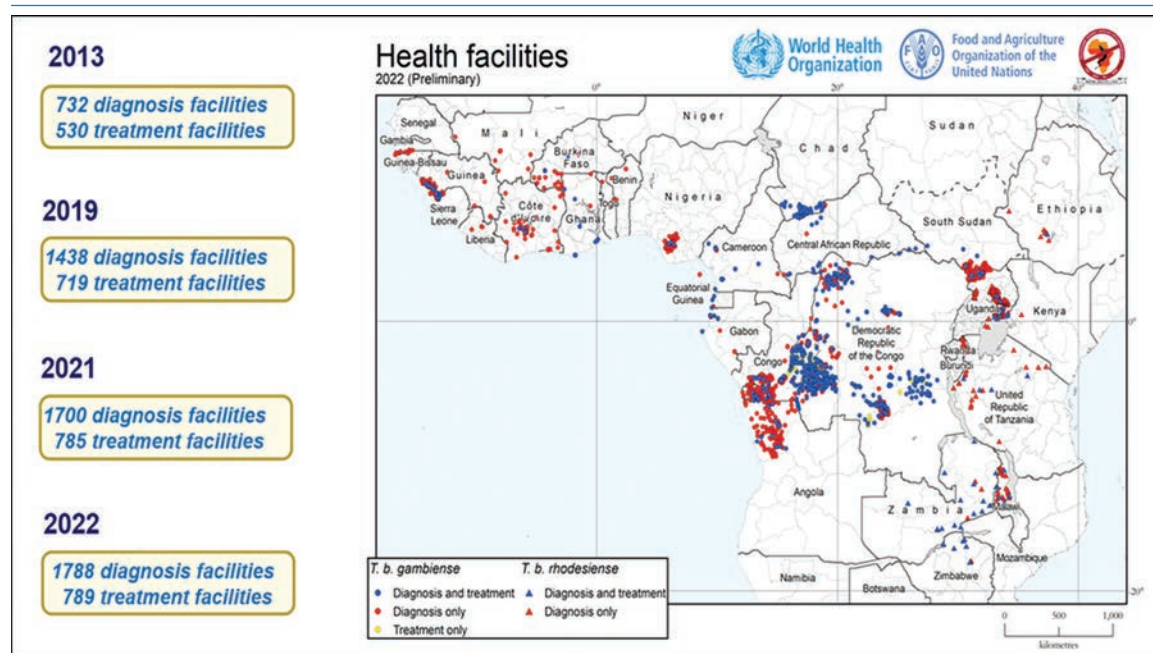 2013
732 diagnosis facilities
530 treatment facilities
2019
1438 diagnosis facilities
719 treatment facilities
2021
1700 diagnosis facilities
785 treatment facilities
2022
1788 diagnosis facilities
789 treatment facilities
Health facilities
2022 (Preliminary)
World Health
Organization
F A O
Food and Agriculture
Organization of the
United Nations
0°
20°
40°
Senegal
Gambia
Guinea-Bissau
Guinea
Sierra
Leone
Liberia
Mali
Burkina
Faso
Côte
d'Ivoire
Ghana
Togo
Benin
Niger
Nigeria
Chad
Sudan
Cameroon
Central African Republic
South Sudan
Ethiopia
Equatorial
Guinea
Gabon
Congo
Democratic
Republic
of the Congo
Uganda
Kenya
0°
Rwanda
Burundi
United
Republic
of Tanzania
Angola
Zambia
Malawi
Mozambique
Zimbabwe
Namibia
Botswana
20°
T. b. gambiense
Diagnosis and treatment
Diagnosis only
Treatment only
T. b. rhodesiense
Diagnosis and treatment
Diagnosis only
0 500 1,000
kilometres